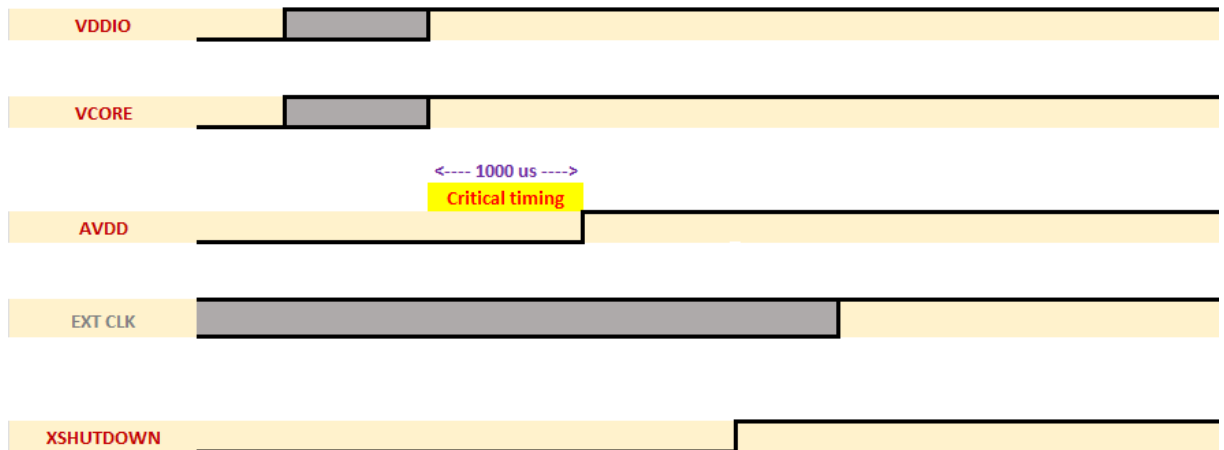 VDDIO
VCORE
<---- 1000 us ---->
Critical timing
AVDD
EXT CLK
XSHUTDOWN